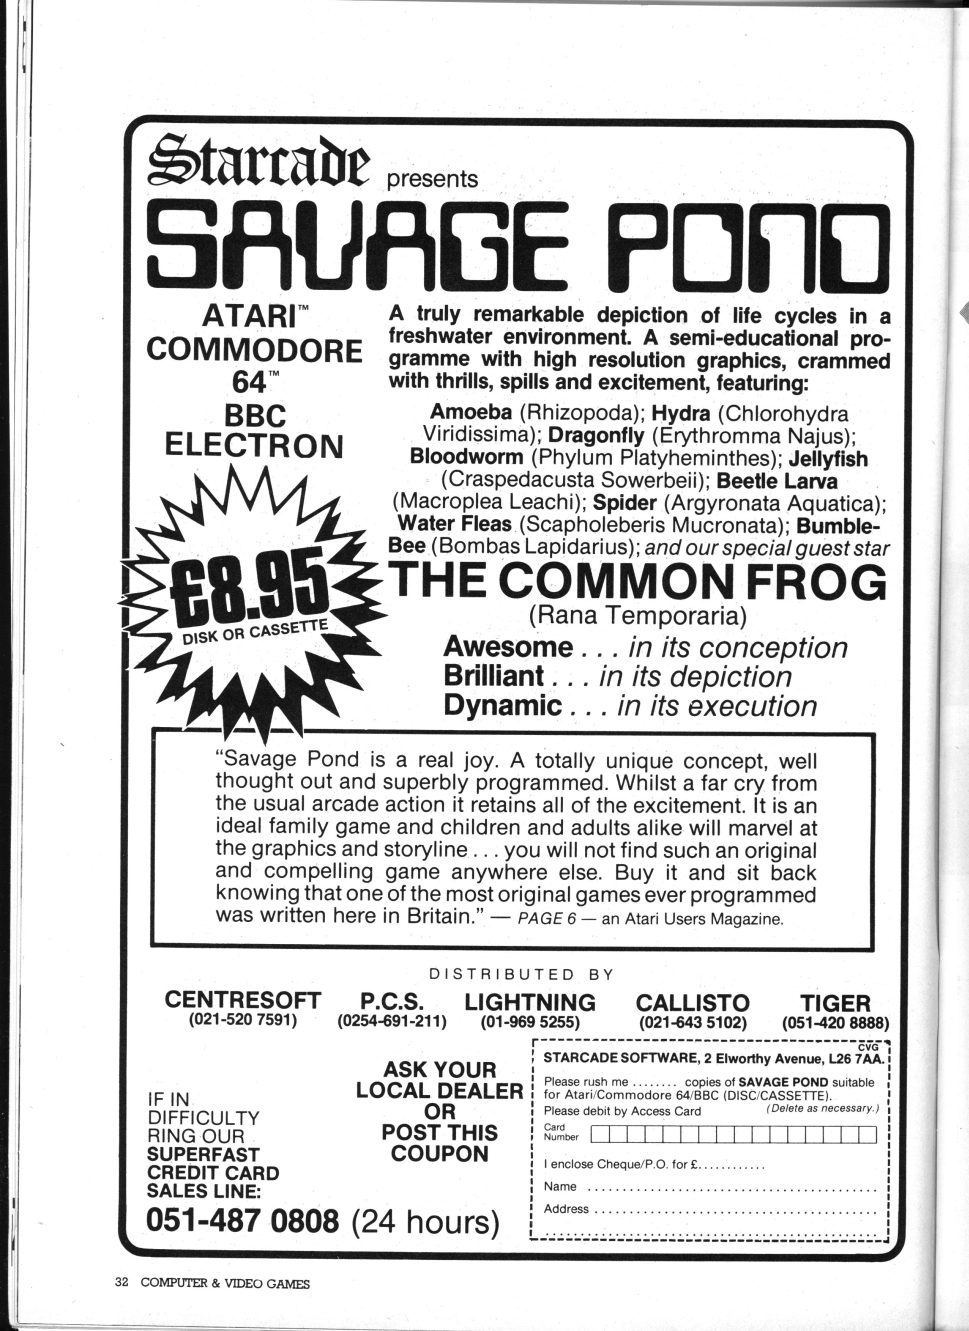 Starcade presents
SAVAGE POND
ATARI™
COMMODORE
64™
BBC
ELECTRON
£8.95
DISK OR CASSETTE
A truly remarkable depiction of life cycles in a
freshwater environment. A semi-educational pro-
gramme with high resolution graphics, crammed
with thrills, spills and excitement, featuring:
Amoeba (Rhizopoda); Hydra (Chlorohydra
Viridissima); Dragonfly (Erythromma Najus);
Bloodworm (Phylum Platyheminthes); Jellyfish
(Craspedacusta Sowerbeii); Beetle Larva
(Macroplea Leachi); Spider (Argyronata Aquatica);
Water Fleas (Scapholeberis Mucronata); Bumble-
Bee (Bombas Lapidarius); and our special guest star
THE COMMON FROG
(Rana Temporaria)
Awesome . . . in its conception
Brilliant . . . in its depiction
Dynamic . . . in its execution
“Savage Pond is a real joy. A totally unique concept, well
thought out and superbly programmed. Whilst a far cry from
the usual arcade action it retains all of the excitement. It is an
ideal family game and children and adults alike will marvel at
the graphics and storyline . . . you will not find such an original
and compelling game anywhere else. Buy it and sit back
knowing that one of the most original games ever programmed
was written here in Britain.” — PAGE 6 — an Atari Users Magazine.
DISTRIBUTED BY
CENTRESOFT P.C.S. LIGHTNING CALLISTO TIGER
(021-520 7591) (0254-691-211) (01-969 5255) (021-643 5102) (051-420 8888)
IF IN
DIFFICULTY
RING OUR
SUPERFAST
CREDIT CARD
SALES LINE:
051-487 0808 (24 hours)
ASK YOUR
LOCAL DEALER
OR
POST THIS
COUPON
CVG
STARCADE SOFTWARE, 2 Elworthy Avenue, L26 7AA.
Please rush me ........ copies of SAVAGE POND suitable
for Atari/Commodore 64/BBC (DISC/CASSETTE).
Please debit by Access Card (Delete as necessary.)
Card
Number
I enclose Cheque/P.O. for £............
Name ............................................
Address ..........................................
..................................................
32 COMPUTER & VIDEO GAMES